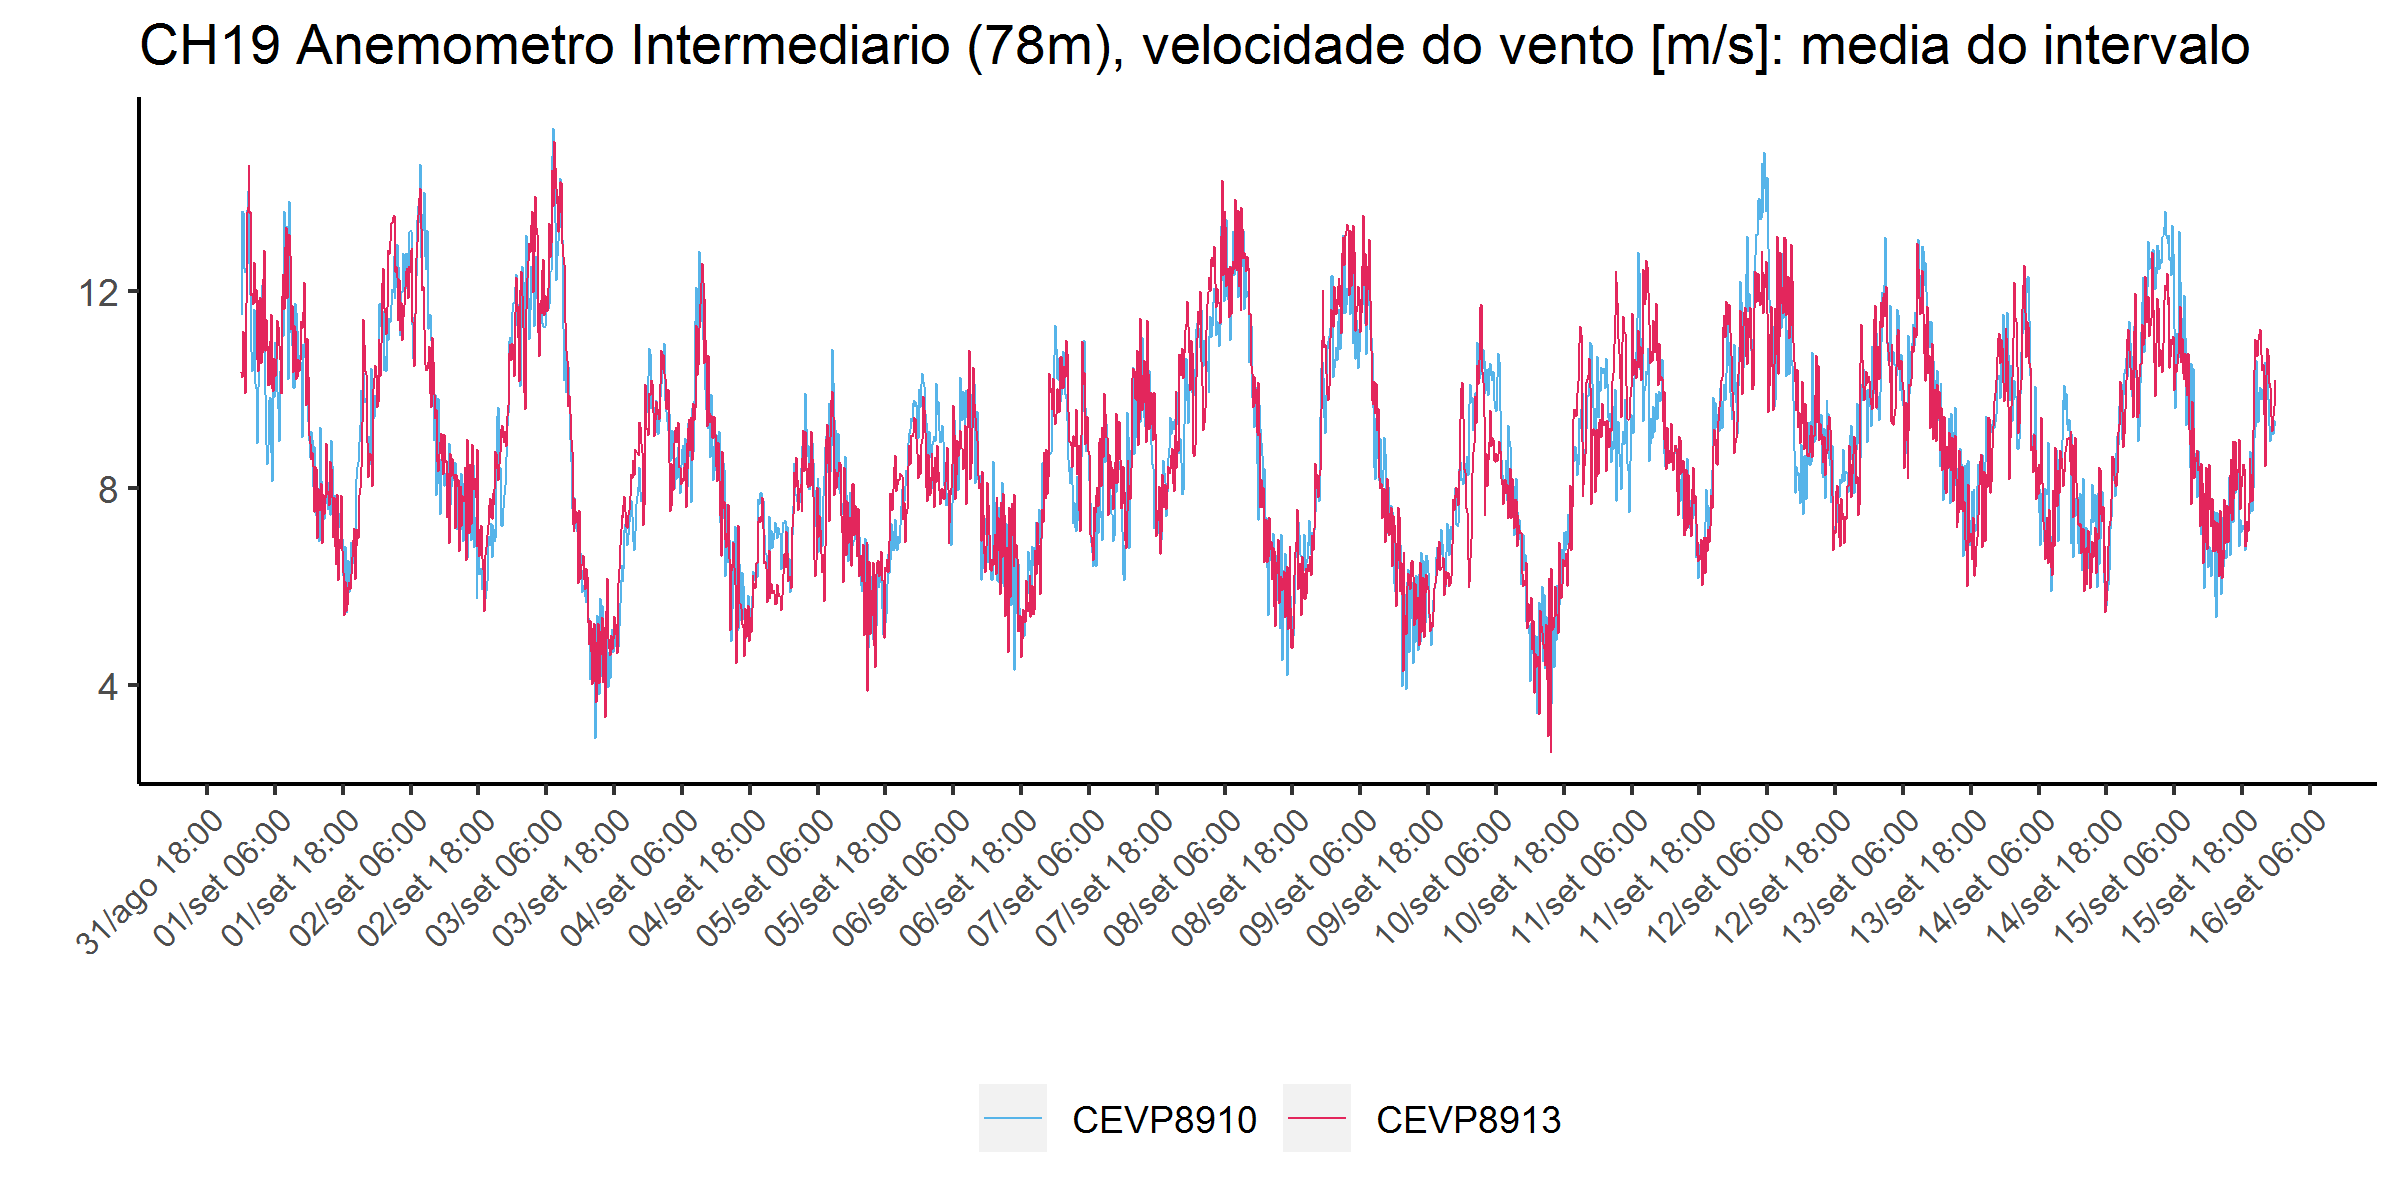 CH19 Anemometro Intermediario (78m), velocidade do vento [m/s]: media do intervalo
12
8
4
31/ago 18:00
01/set 06:00
01/set 18:00
02/set 06:00
02/set 18:00
03/set 06:00
03/set 18:00
04/set 06:00
04/set 18:00
05/set 06:00
05/set 18:00
06/set 06:00
06/set 18:00
07/set 06:00
07/set 18:00
08/set 06:00
08/set 18:00
09/set 06:00
09/set 18:00
10/set 06:00
10/set 18:00
11/set 06:00
11/set 18:00
12/set 06:00
12/set 18:00
13/set 06:00
13/set 18:00
14/set 06:00
14/set 18:00
15/set 06:00
15/set 18:00
16/set 06:00
CEVP8910
CEVP8913